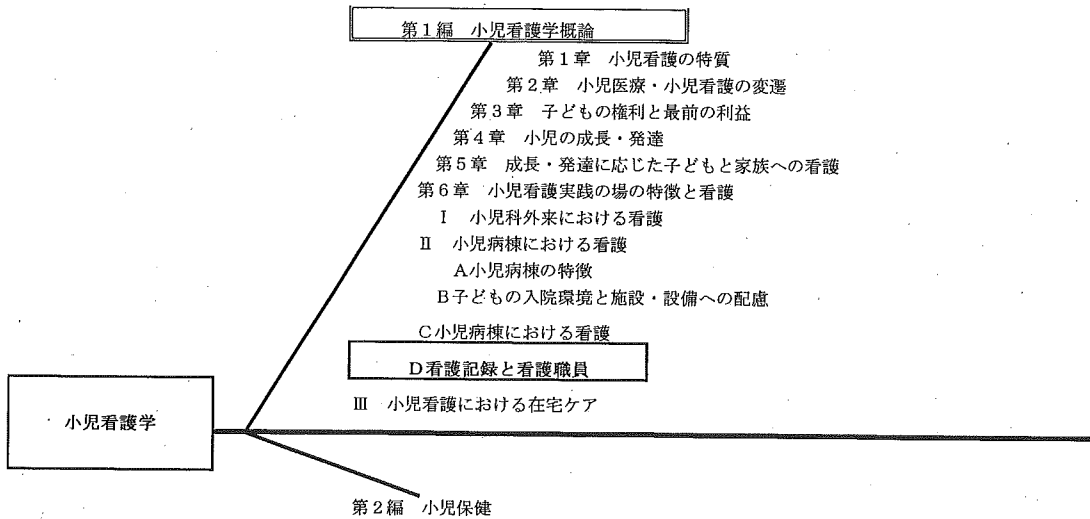 第1編 小児看護学概論
第1章 小児看護の特質
第2章 小児医療・小児看護の変遷
第3章 子どもの権利と最前の利益
第4章 小児の成長・発達
第5章 成長・発達に応じた子どもと家族への看護
第6章 小児看護実践の場の特徴と看護
Ⅰ 小児科外来における看護
Ⅱ 小児病棟における看護
A小児病棟の特徴
B子どもの入院環境と施設・設備への配慮
C小児病棟における看護
D看護記録と看護職員
Ⅲ 小児看護における在宅ケア
小児看護学
第2編 小児保健